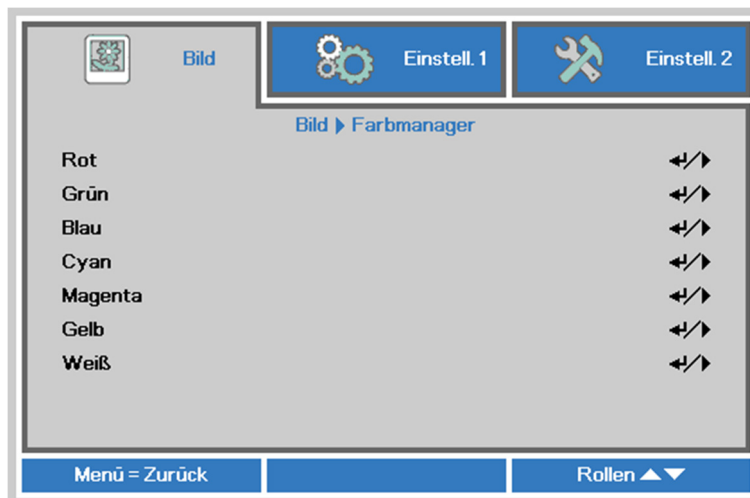 Bild
Einstell. 1
Einstell. 2
Bild ▶ Farbmanager
Rot ↵/▶
Grün ↵/▶
Blau ↵/▶
Cyan ↵/▶
Magenta ↵/▶
Gelb ↵/▶
Weiß ↵/▶
Menü = Zurück
Rollen ▲▼